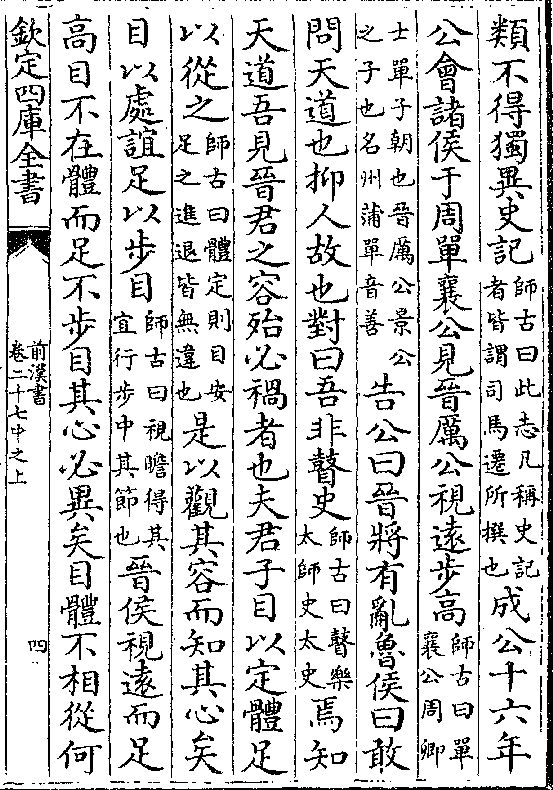 類不得獨異史記師古曰此志凡稱史記者皆謂司馬遷所撰也成公十六年
公會諸侯于周單襄公見晉厲公視遠步高師古曰單襄公周卿
士單子朝也晉厲公景公之子也名州蒲單音善告公曰晉將有亂魯侯曰敢
問天道也抑人故也對曰吾非瞽史師古曰瞽樂太師史太史焉知
天道吾見晉君之容殆必禍者也夫君子目以定體足
以從之師古曰體定則目安足之進退皆無違也是以觀其容而知其心矣
目以處誼足以步目師古曰視瞻得其宜行步中其節也晉侯視遠而足
高目不在體而足不步目其心必異矣目體不相從何
欽定四庫全書
前漢書
卷二十七中之上
四